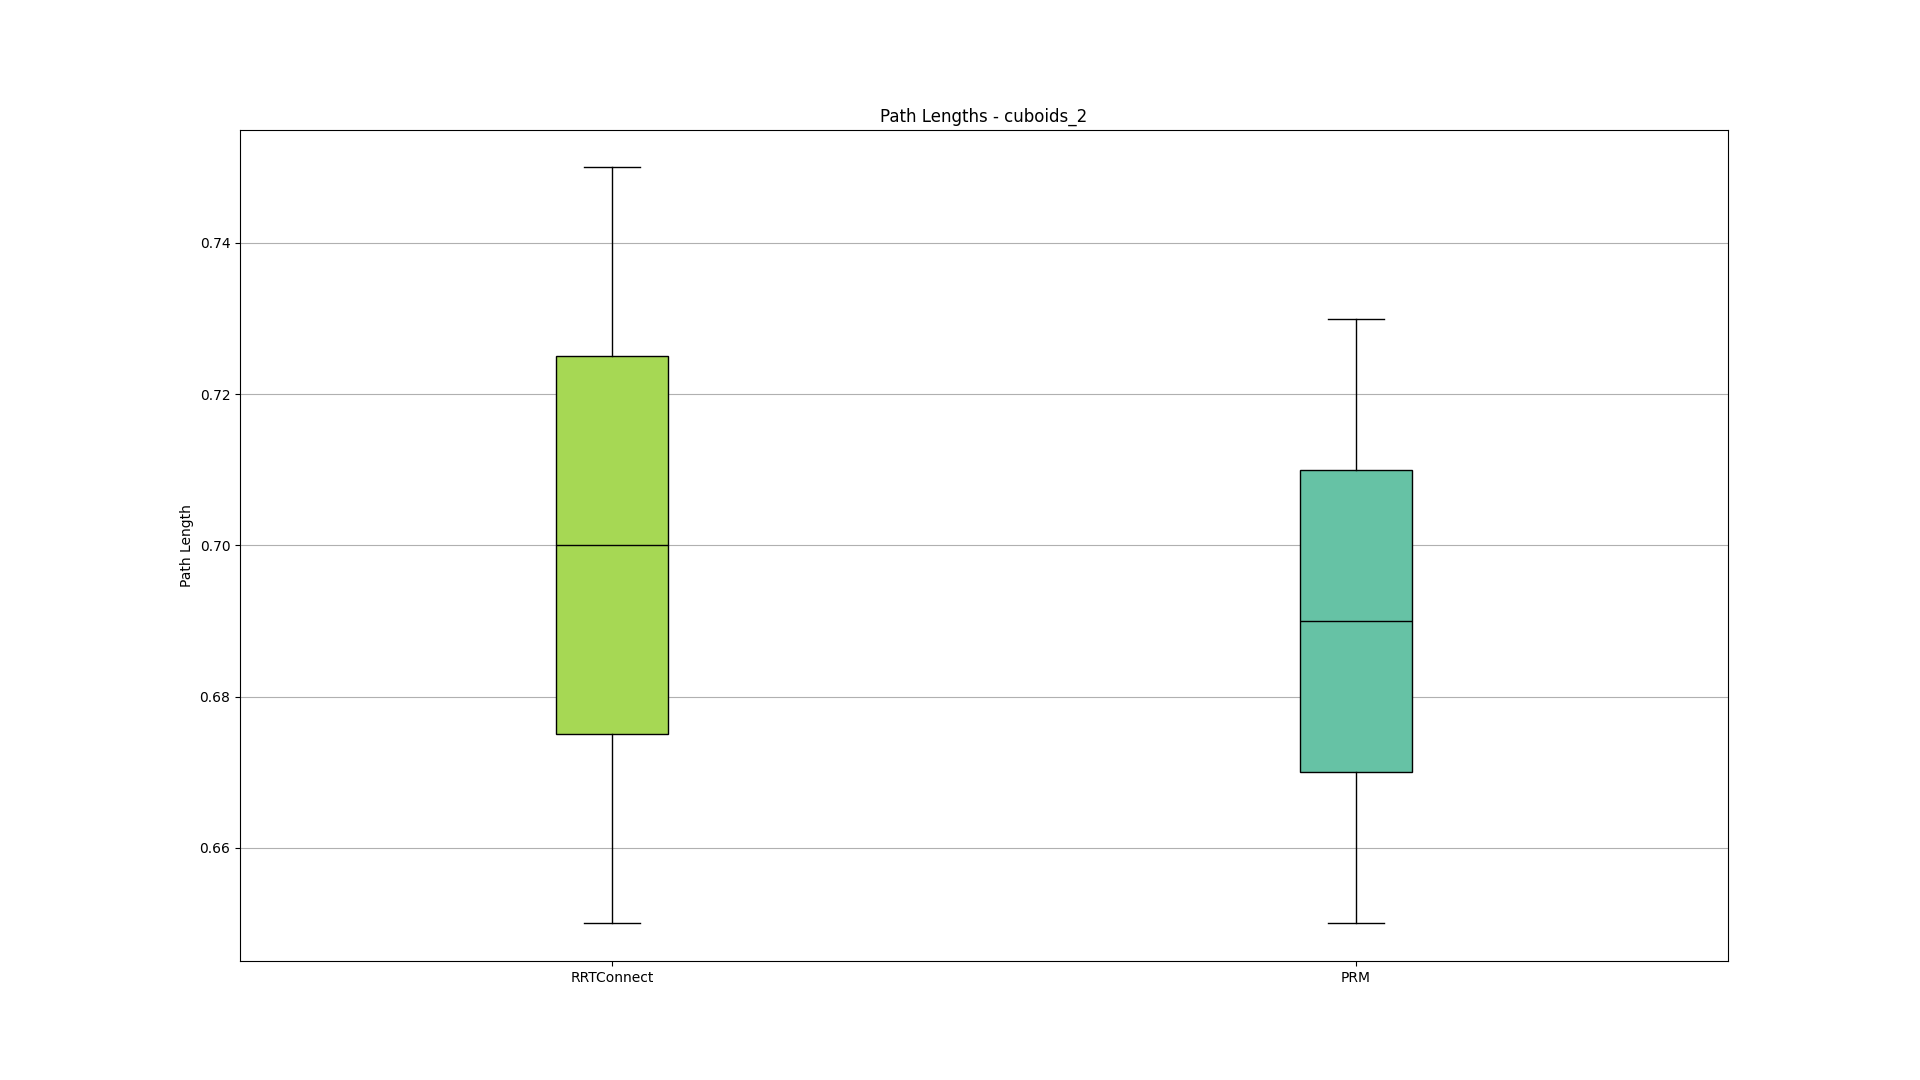 Path Lengths - cuboids_2
Path Length
0.74
0.72
0.70
0.68
0.66
RRTConnect
PRM